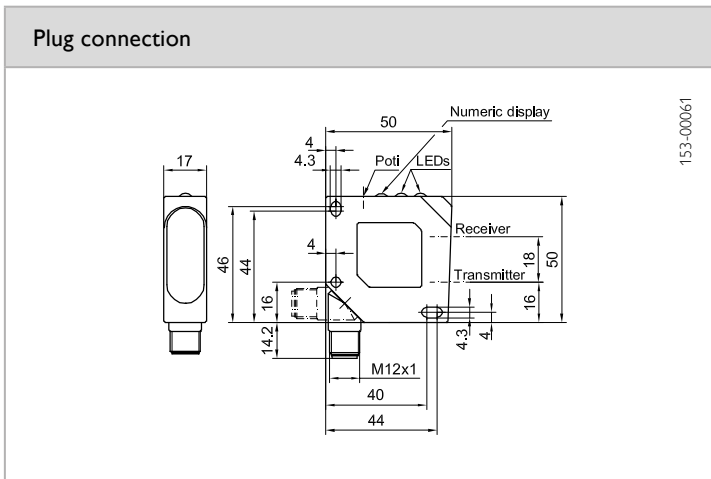 Plug connection
153-00061
Numeric display
50
4
4.3
Poti
LEDs
17
Receiver
4
46
44
18
50
Transmitter
16
16
14.2
4.3
4
M12x1
40
44